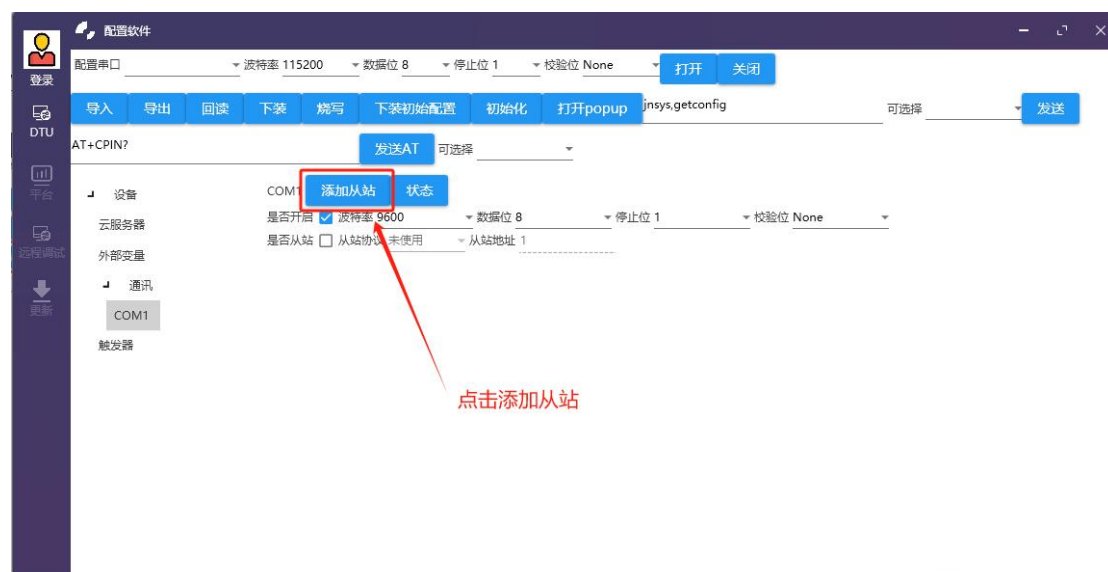 配置软件
登录
配置串口 波特率 115200 数据位 8 停止位 1 校验位 None 打开 关闭
导入 导出 回读 下装 烧写 下装初始配置 初始化 打开popup jnsys,getconfig 可选择 发送
DTU
AT+CPIN? 发送AT 可选择
平台
设备
COM1 添加从站 状态
云服务器
是否开启 波特率 9600 数据位 8 停止位 1 校验位 None
远程调试
外部变量
是否从站 从站协议 未使用 从站地址 1
通讯
更新
COM1
触发器
点击添加从站